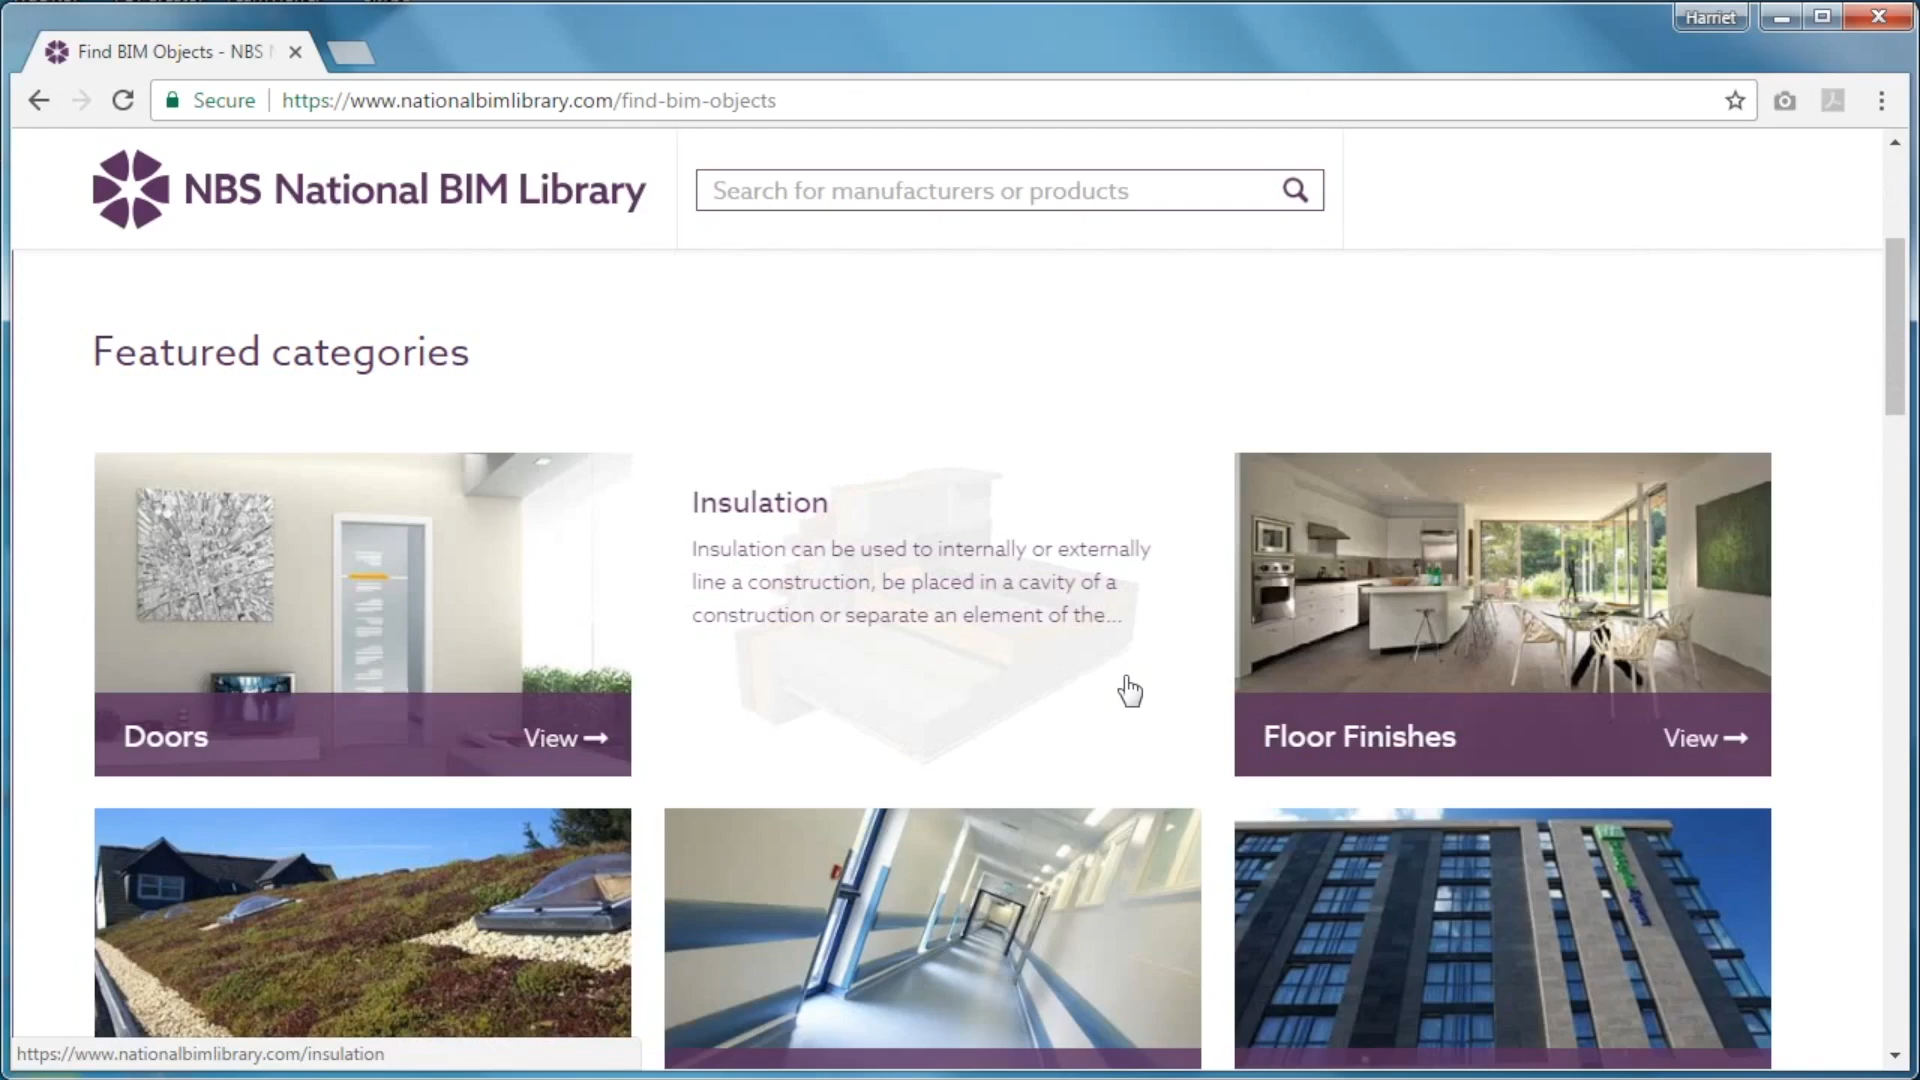 Harriet
Find BIM Objects - NBS
Secure
https://www.nationalbimlibrary.com/find-bim-objects
NBS National BIM Library
Search for manufacturers or products
Featured categories
Insulation
Insulation can be used to internally or externally
line a construction, be placed in a cavity of a
construction or separate an element of the...
Doors
View
Floor Finishes
View
https://www.nationalbimlibrary.com/insulation